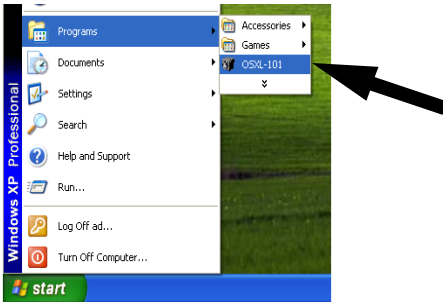 Programs
Accessories
Games
OSXL-101
Documents
Settings
Search
Help and Support
Run...
Log Off ad...
Turn Off Computer...
Windows XP Professional
start